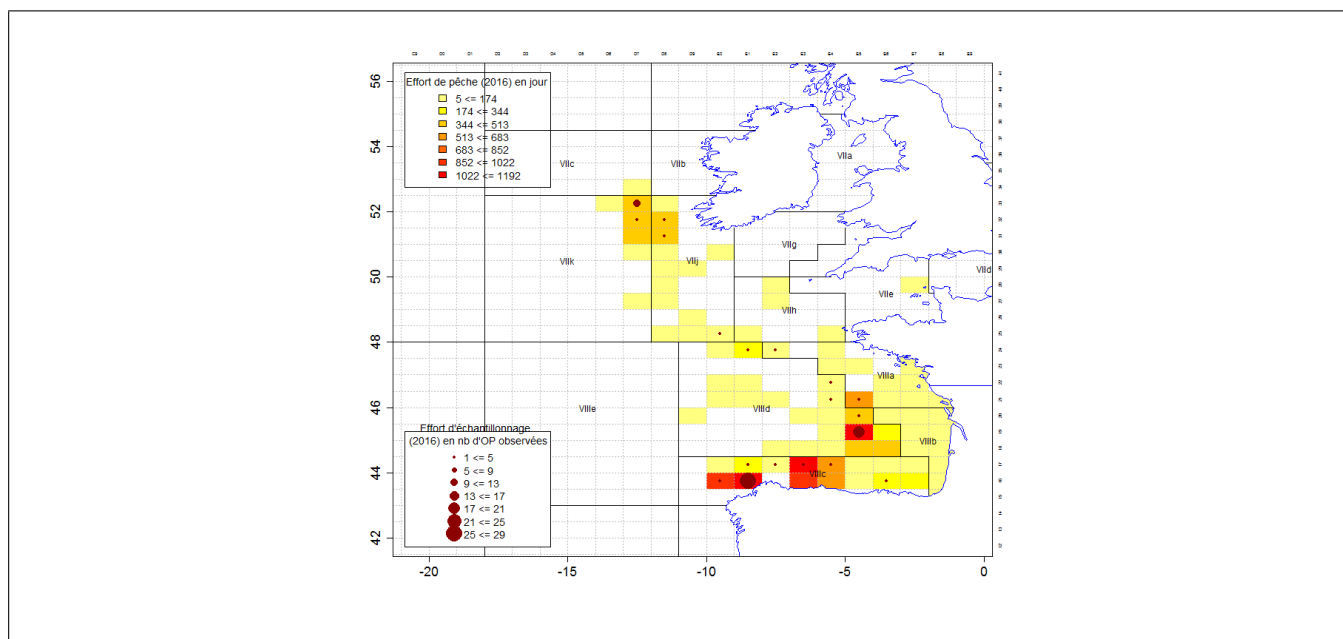 Effort de pêche (2016) en jour
5 <= 174
174 <= 344
344 <= 513
513 <= 683
683 <= 852
852 <= 1022
1022 <= 1192
56
54
52
50
48
46
44
42
VIIc
VIIb
VIIa
VIIg
VIIk
VIIj
VIIe
VIId
VIIh
VIIIa
VIIIe
VIIId
VIIIb
VIIIc
Effort d'échantillonnage
(2016) en nb d'OP observées
1 <= 5
5 <= 9
9 <= 13
13 <= 17
17 <= 21
21 <= 25
25 <= 29
-20 -15 -10 -5 0